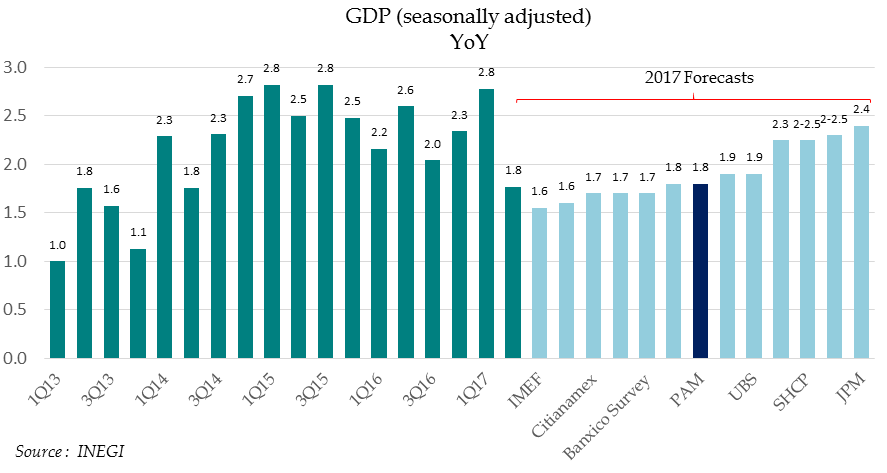 GDP (seasonally adjusted)
YoY
3.0
2.5
2.0
1.5
1.0
0.5
0.0
2017 Forecasts
1.0
1.8
1.6
1.1
2.3
1.8
2.3
2.7
2.8
2.5
2.8
2.5
2.2
2.6
2.0
2.3
2.8
1.8
1.6
1.6
1.7
1.7
1.7
1.8
1.8
1.9
1.9
2.3
2-2.5
2-2.5
2.4
1Q13
3Q13
1Q14
3Q14
1Q15
3Q15
1Q16
3Q16
1Q17
IMEF
Citianamex
Banxico Survey
PAM
UBS
SHCP
JPM
Source : INEGI